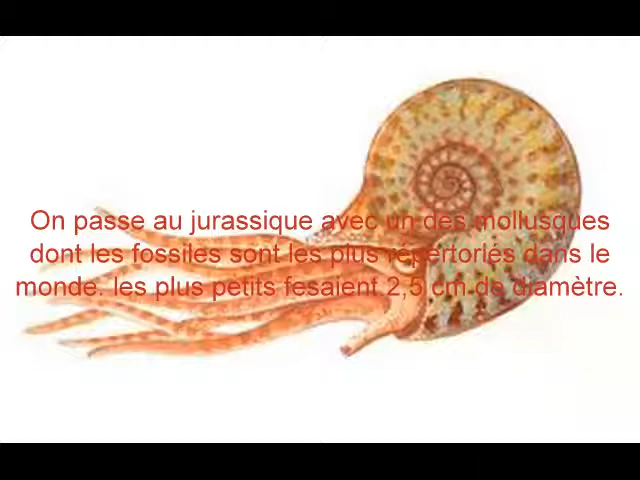 On passe au jurassique avec un des mollusques
dont les fossiles sont les plus répertoriés dans le
monde. les plus petits fesaient 2,5 cm de diamètre.